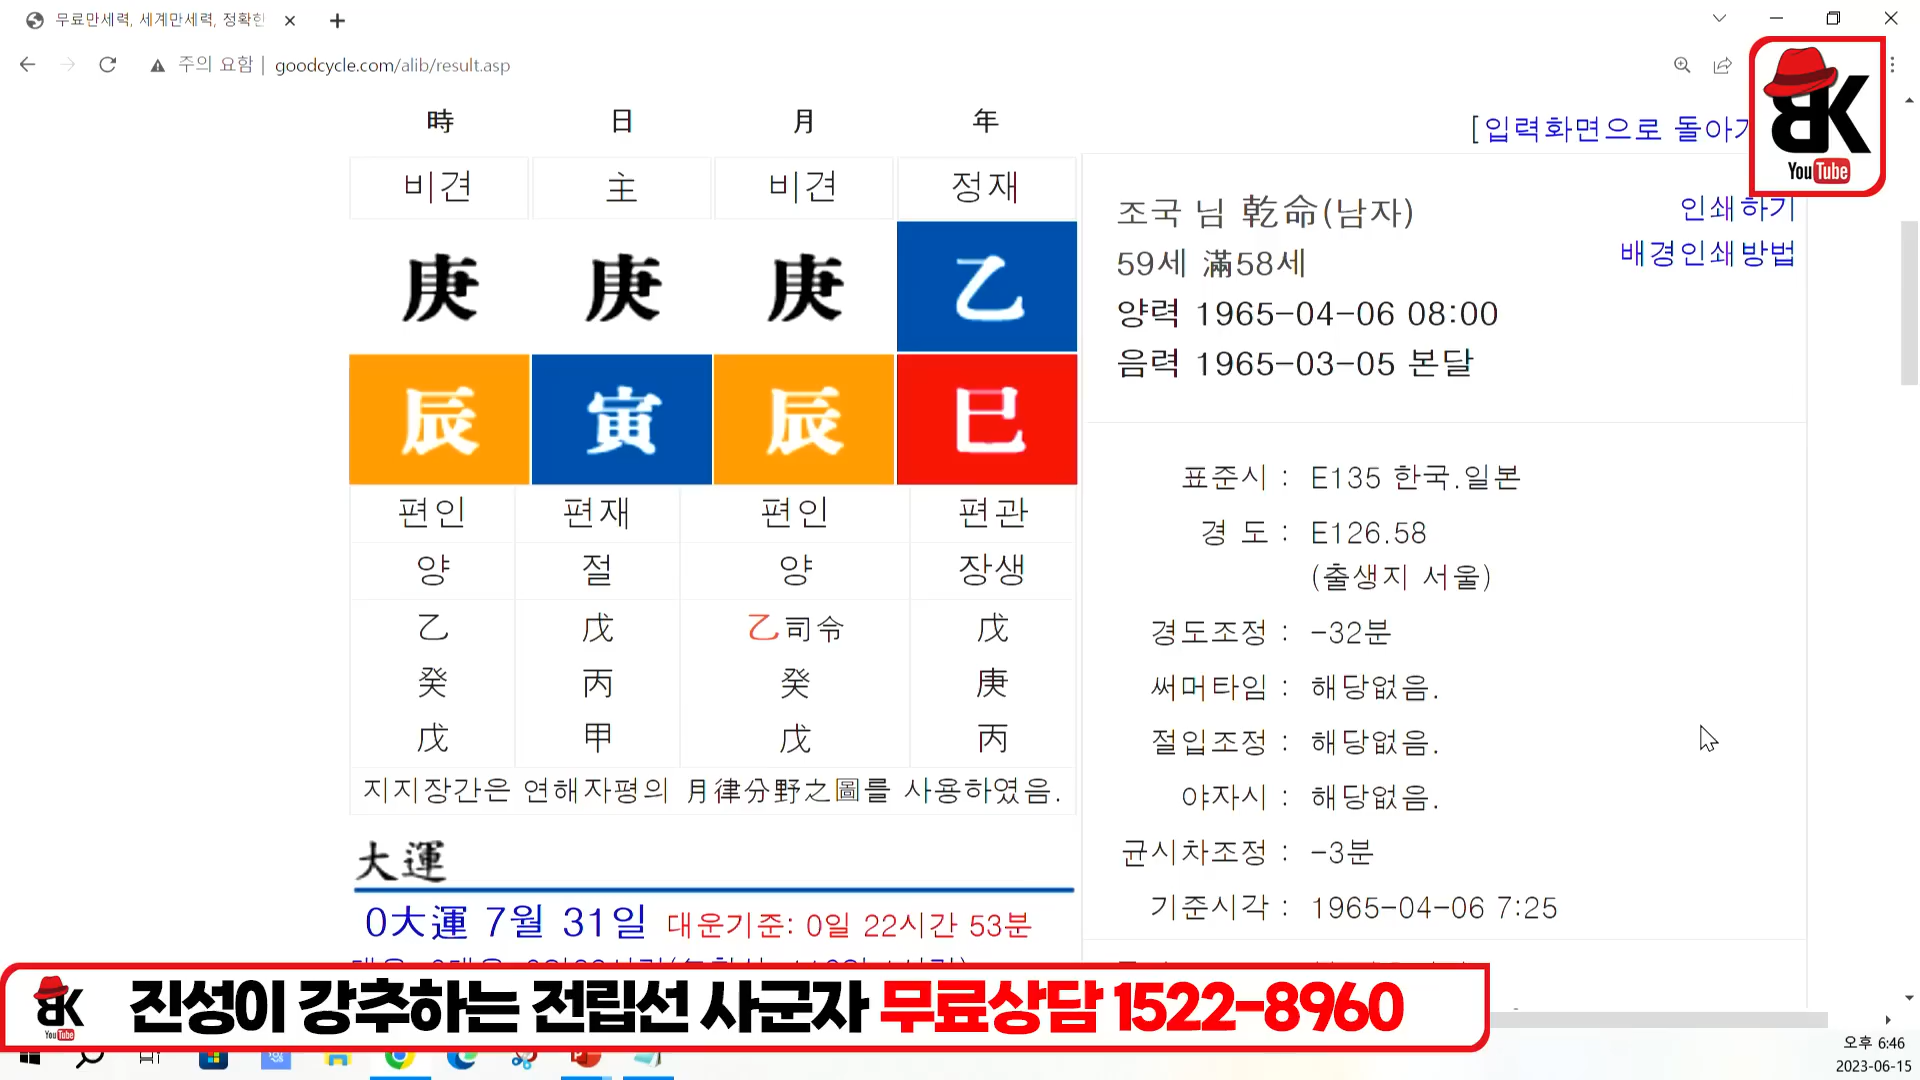 무료만세력, 세계만세력, 정확한
주의 요함 | goodcycle.com/alib/result.asp
時 日 月 年
[입력화면으로 돌아가
BK
YouTube
비견 主 비견 정재
庚 庚 庚 乙
辰 寅 辰 巳
편인 편재 편인 편관
양 절 양 장생
乙 戊 乙司令 戊
癸 丙 癸 庚
戊 甲 戊 丙
지지장간은 연해자평의 月律分野之圖를 사용하였음.
大運
0大運 7월 31일 대운기준: 0일 22시간 53분
인쇄하기
배경인쇄방법
조국 님 乾命(남자)
59세 滿58세
양력 1965-04-06 08:00
음력 1965-03-05 본달
표준시 : E135 한국.일본
경 도 : E126.58
(출생지 서울)
경도조정 : -32분
써머타임 : 해당없음.
절입조정 : 해당없음.
야자시 : 해당없음.
균시차조정 : -3분
기준시각 : 1965-04-06 7:25
BK
YouTube
진성이 강추하는 전립선 사군자 무료상담 1522-8960
오후 6:46
2023-06-15